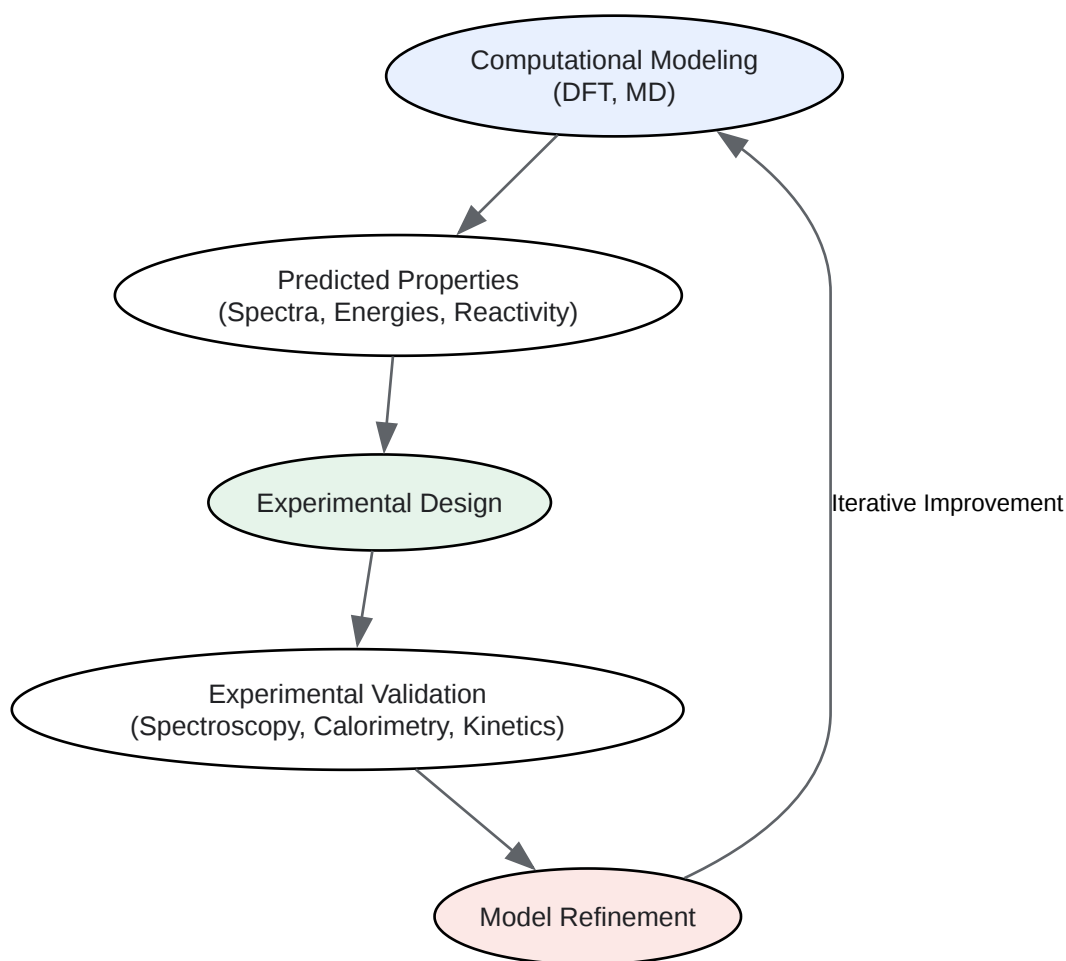 Computational Modeling
(DFT, MD)
Predicted Properties
(Spectra, Energies, Reactivity)
Experimental Design
Iterative Improvement
Experimental Validation
(Spectroscopy, Calorimetry, Kinetics)
Model Refinement